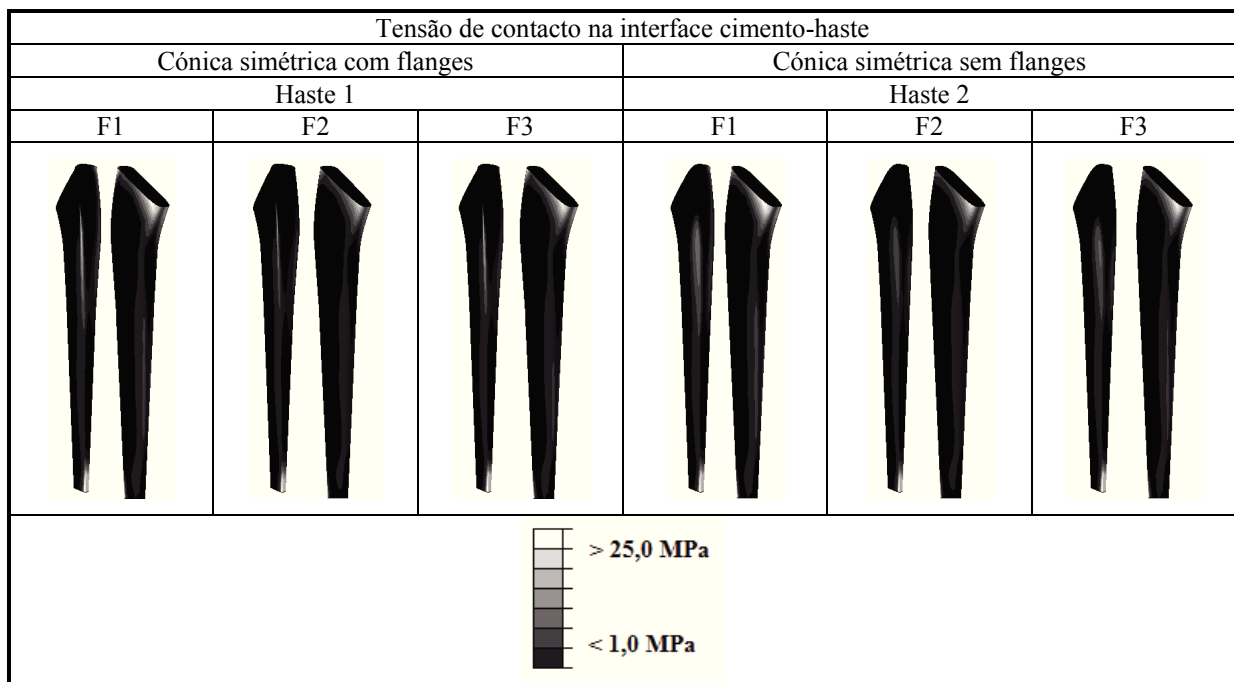 Tensão de contacto na interface cimento-haste
Cónica simétrica com flanges Cónica simétrica sem flanges
Haste 1 Haste 2
F1 F2 F3 F1 F2 F3
> 25,0 MPa
< 1,0 MPa